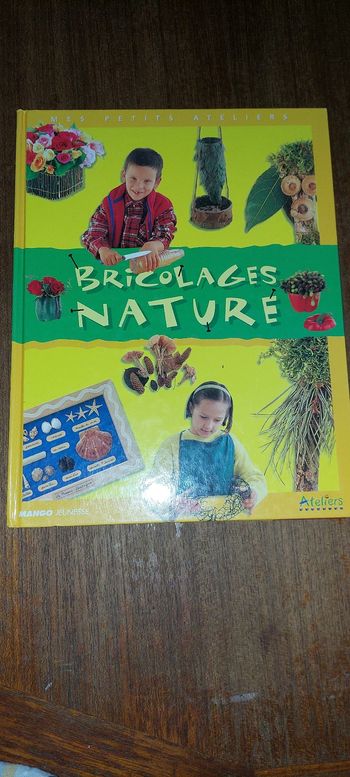 MES PETITS ATELIERS
BRICOLAGES
NATURE
MANGO JEUNESSE
Ateliers